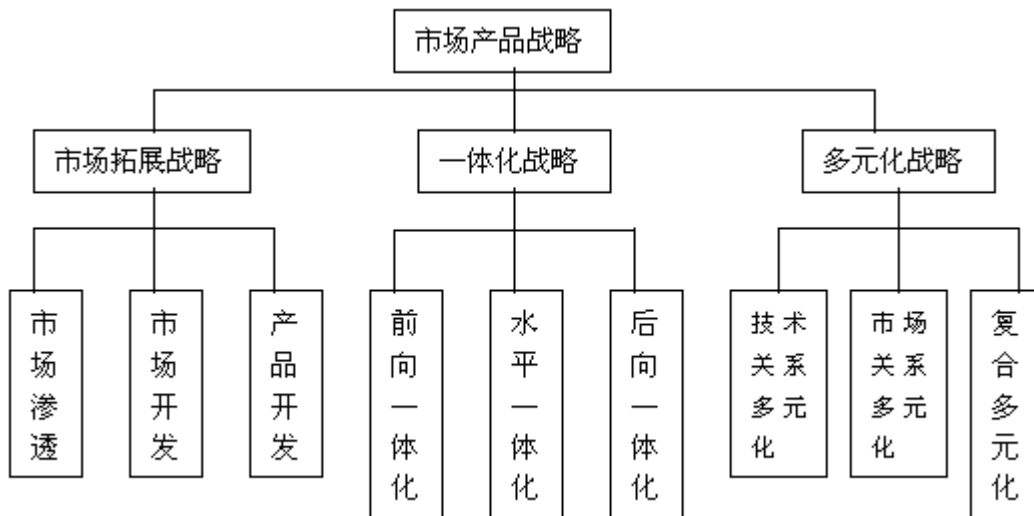 市场产品战略
市场拓展战略
一体化战略
多元化战略
市场渗透
市场开发
产品开发
前向一体化
水平一体化
后向一体化
技术
关系
多元
化
市场
关系
多元
化
复合多元化